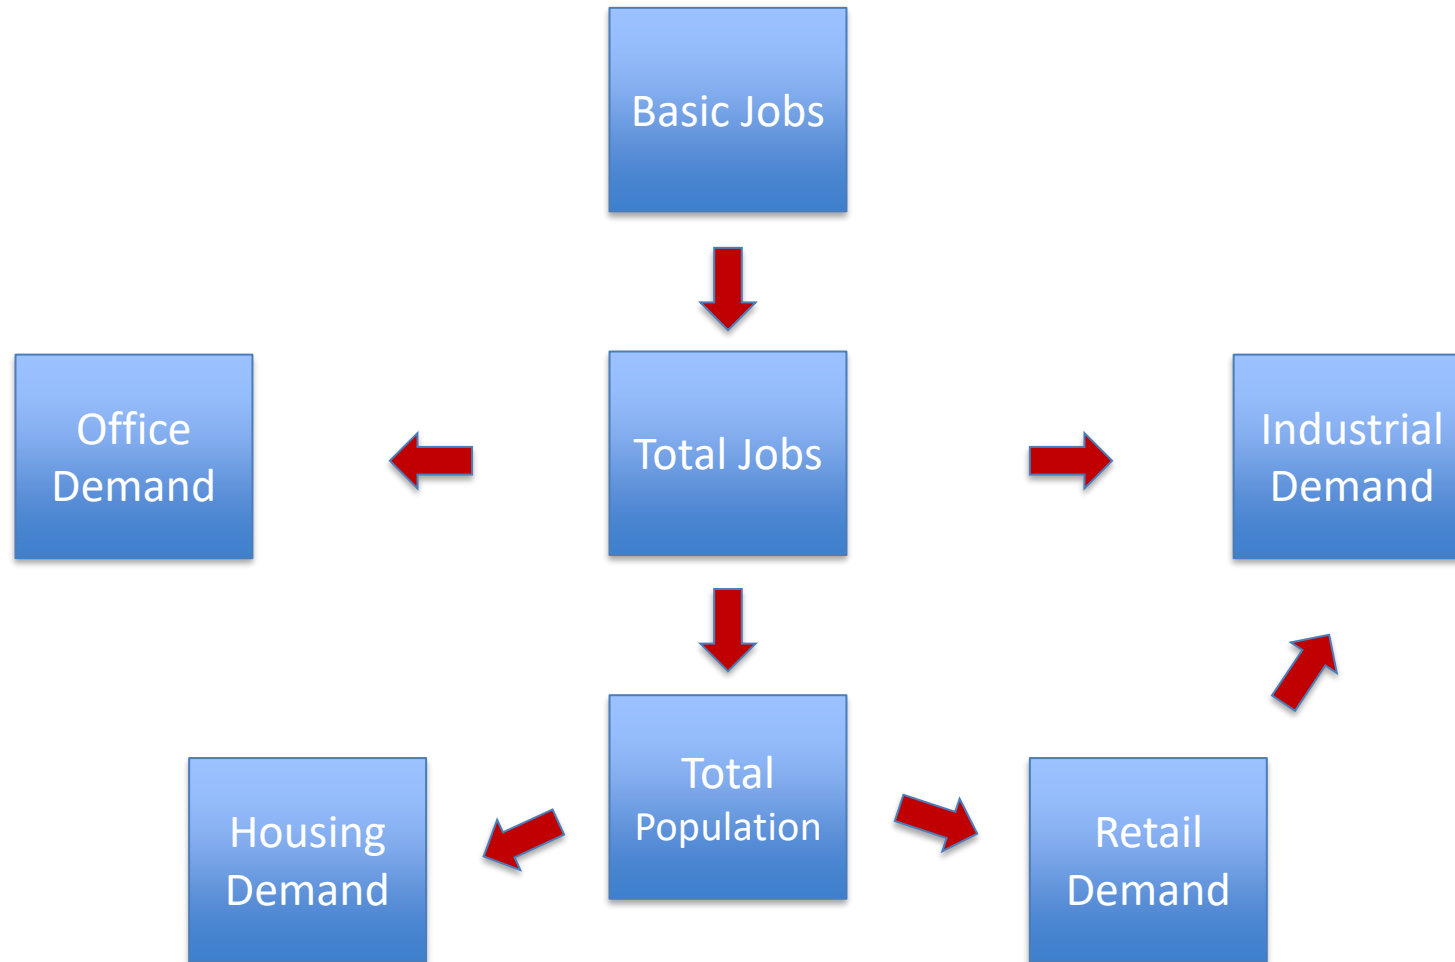 Basic Jobs
Office
Demand
Total Jobs
Industrial
Demand
Housing
Demand
Total
Population
Retail
Demand